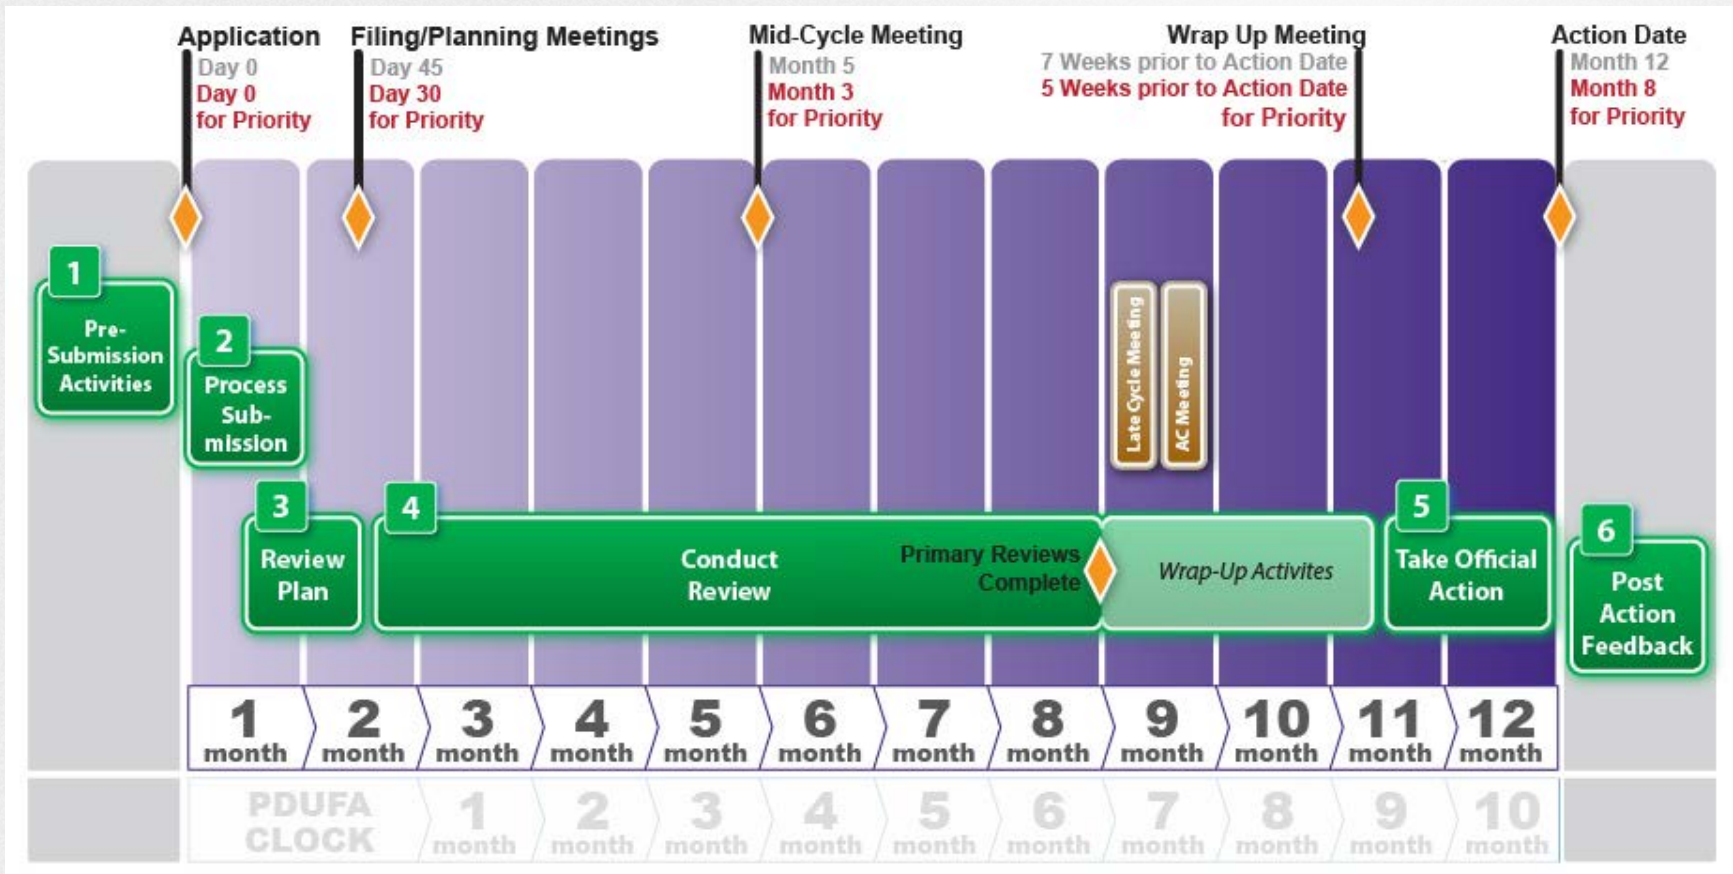 Application
Day 0
Day 0
for Priority
Filing/Planning Meetings
Day 45
Day 30
for Priority
Mid-Cycle Meeting
Month 5
Month 3
for Priority
Wrap Up Meeting
7 Weeks prior to Action Date
5 Weeks prior to Action Date
for Priority
Action Date
Month 12
Month 8
for Priority
1
Pre-
Submission
Activities
2
Process
Sub-
mission
Late Cycle Meeting
AC Meeting
3
Review
Plan
4
Conduct
Review
Primary Reviews
Complete
Wrap-Up Activites
5
Take Official
Action
6
Post
Action
Feedback
1
month
2
month
3
month
4
month
5
month
6
month
7
month
8
month
9
month
10
month
11
month
12
month
PDUFA
CLOCK
1
month
2
month
3
month
4
month
5
month
6
month
7
month
8
month
9
month
10
month